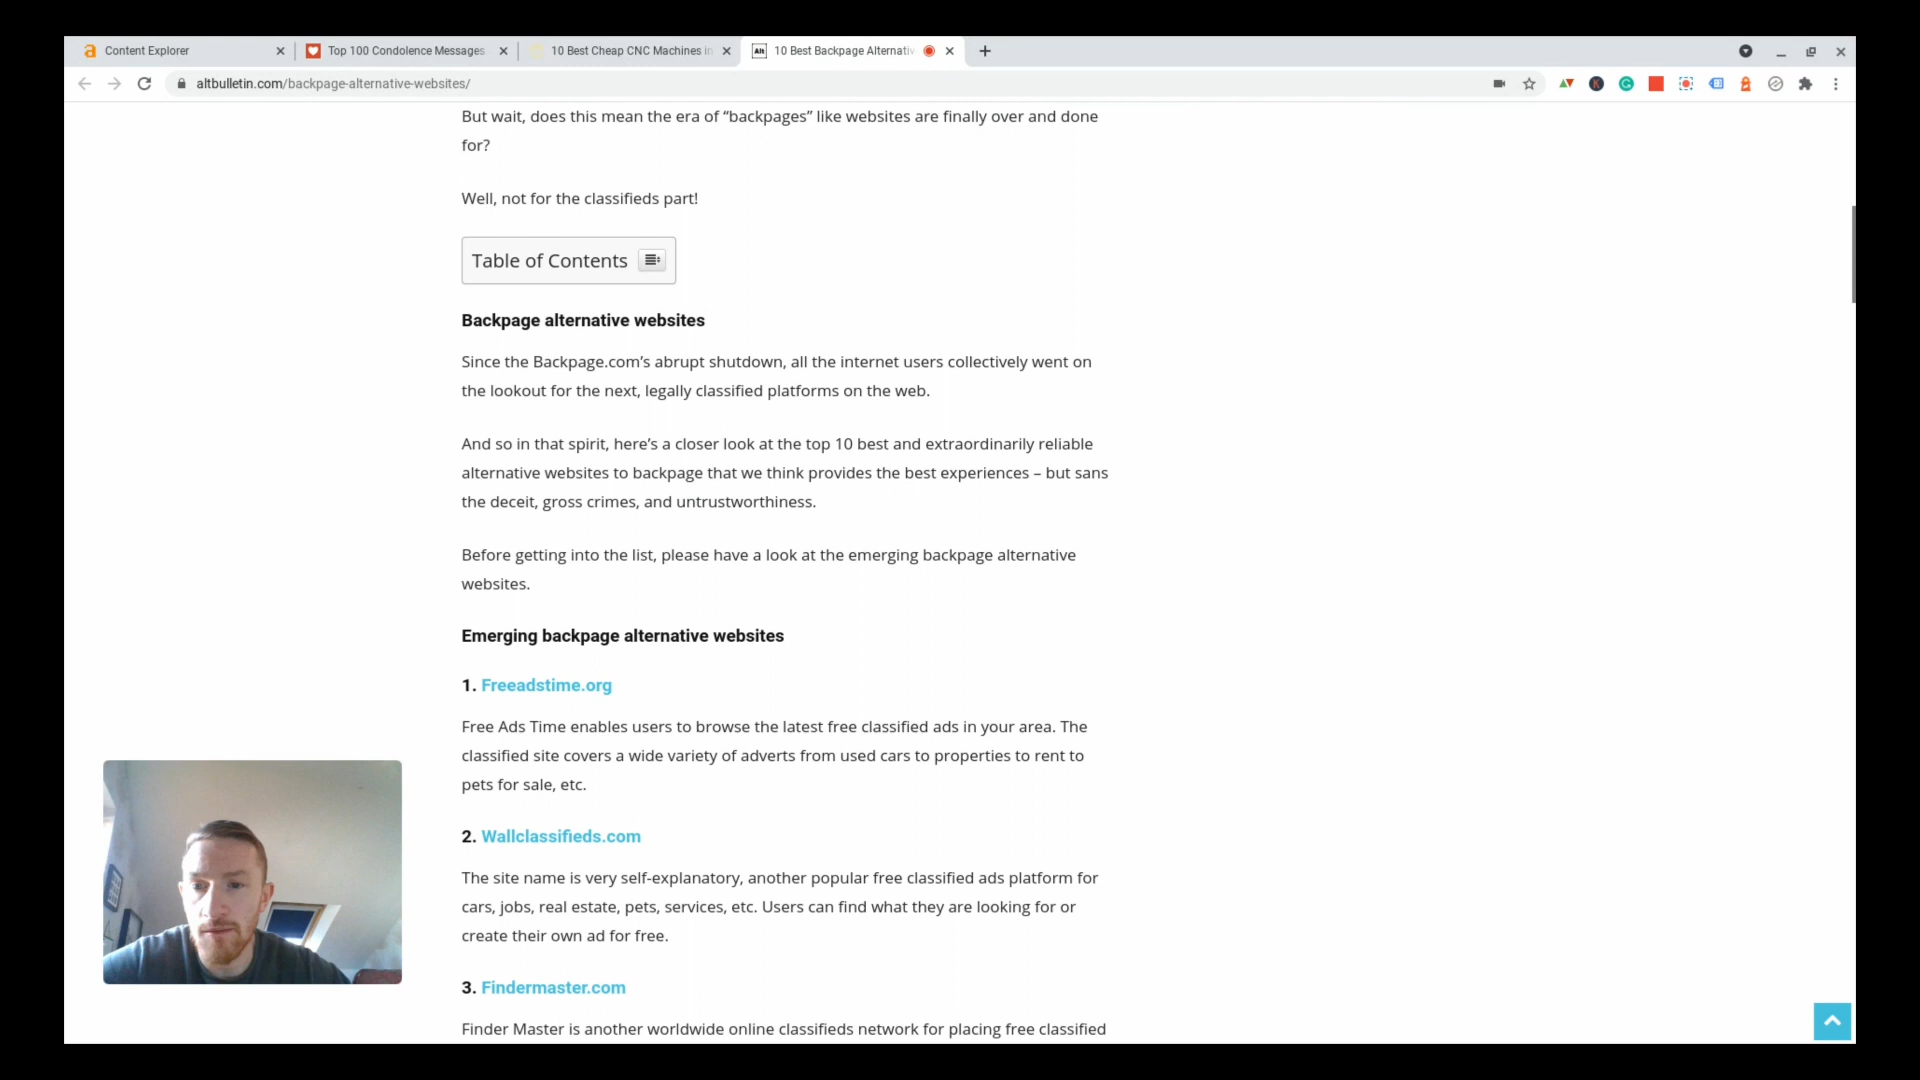 Content Explorer
Top 100 Condolence Messages
10 Best Cheap CNC Machines in
Alt
10 Best Backpage Alternativ
altbulletin.com/backpage-alternative-websites/
But wait, does this mean the era of “backpages” like websites are finally over and done
for?
Well, not for the classifieds part!
Table of Contents
Backpage alternative websites
Since the Backpage.com’s abrupt shutdown, all the internet users collectively went on
the lookout for the next, legally classified platforms on the web.
And so in that spirit, here’s a closer look at the top 10 best and extraordinarily reliable
alternative websites to backpage that we think provides the best experiences – but sans
the deceit, gross crimes, and untrustworthiness.
Before getting into the list, please have a look at the emerging backpage alternative
websites.
Emerging backpage alternative websites
1. Freeadstime.org
Free Ads Time enables users to browse the latest free classified ads in your area. The
classified site covers a wide variety of adverts from used cars to properties to rent to
pets for sale, etc.
2. Wallclassifieds.com
The site name is very self-explanatory, another popular free classified ads platform for
cars, jobs, real estate, pets, services, etc. Users can find what they are looking for or
create their own ad for free.
3. Findermaster.com
Finder Master is another worldwide online classifieds network for placing free classified